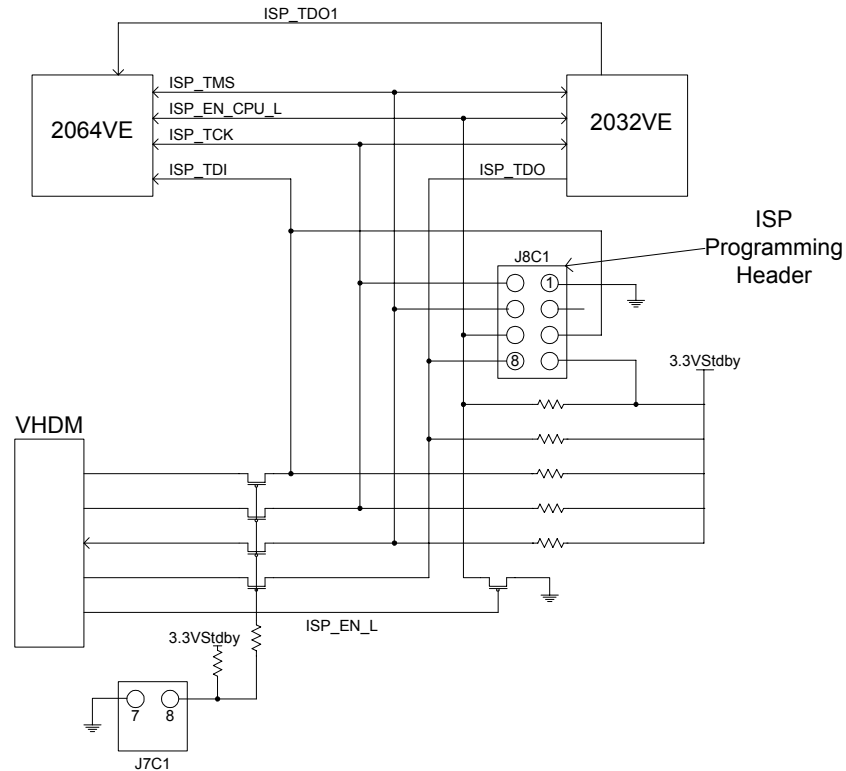 ISP_TDO1
2064VE
ISP_TMS
ISP_EN_CPU_L
ISP_TCK
ISP_TDI
ISP_TDO
2032VE
ISP
Programming
Header
J8C1
1
8
3.3VStdby
VHDM
ISP_EN_L
3.3VStdby
7 8
J7C1